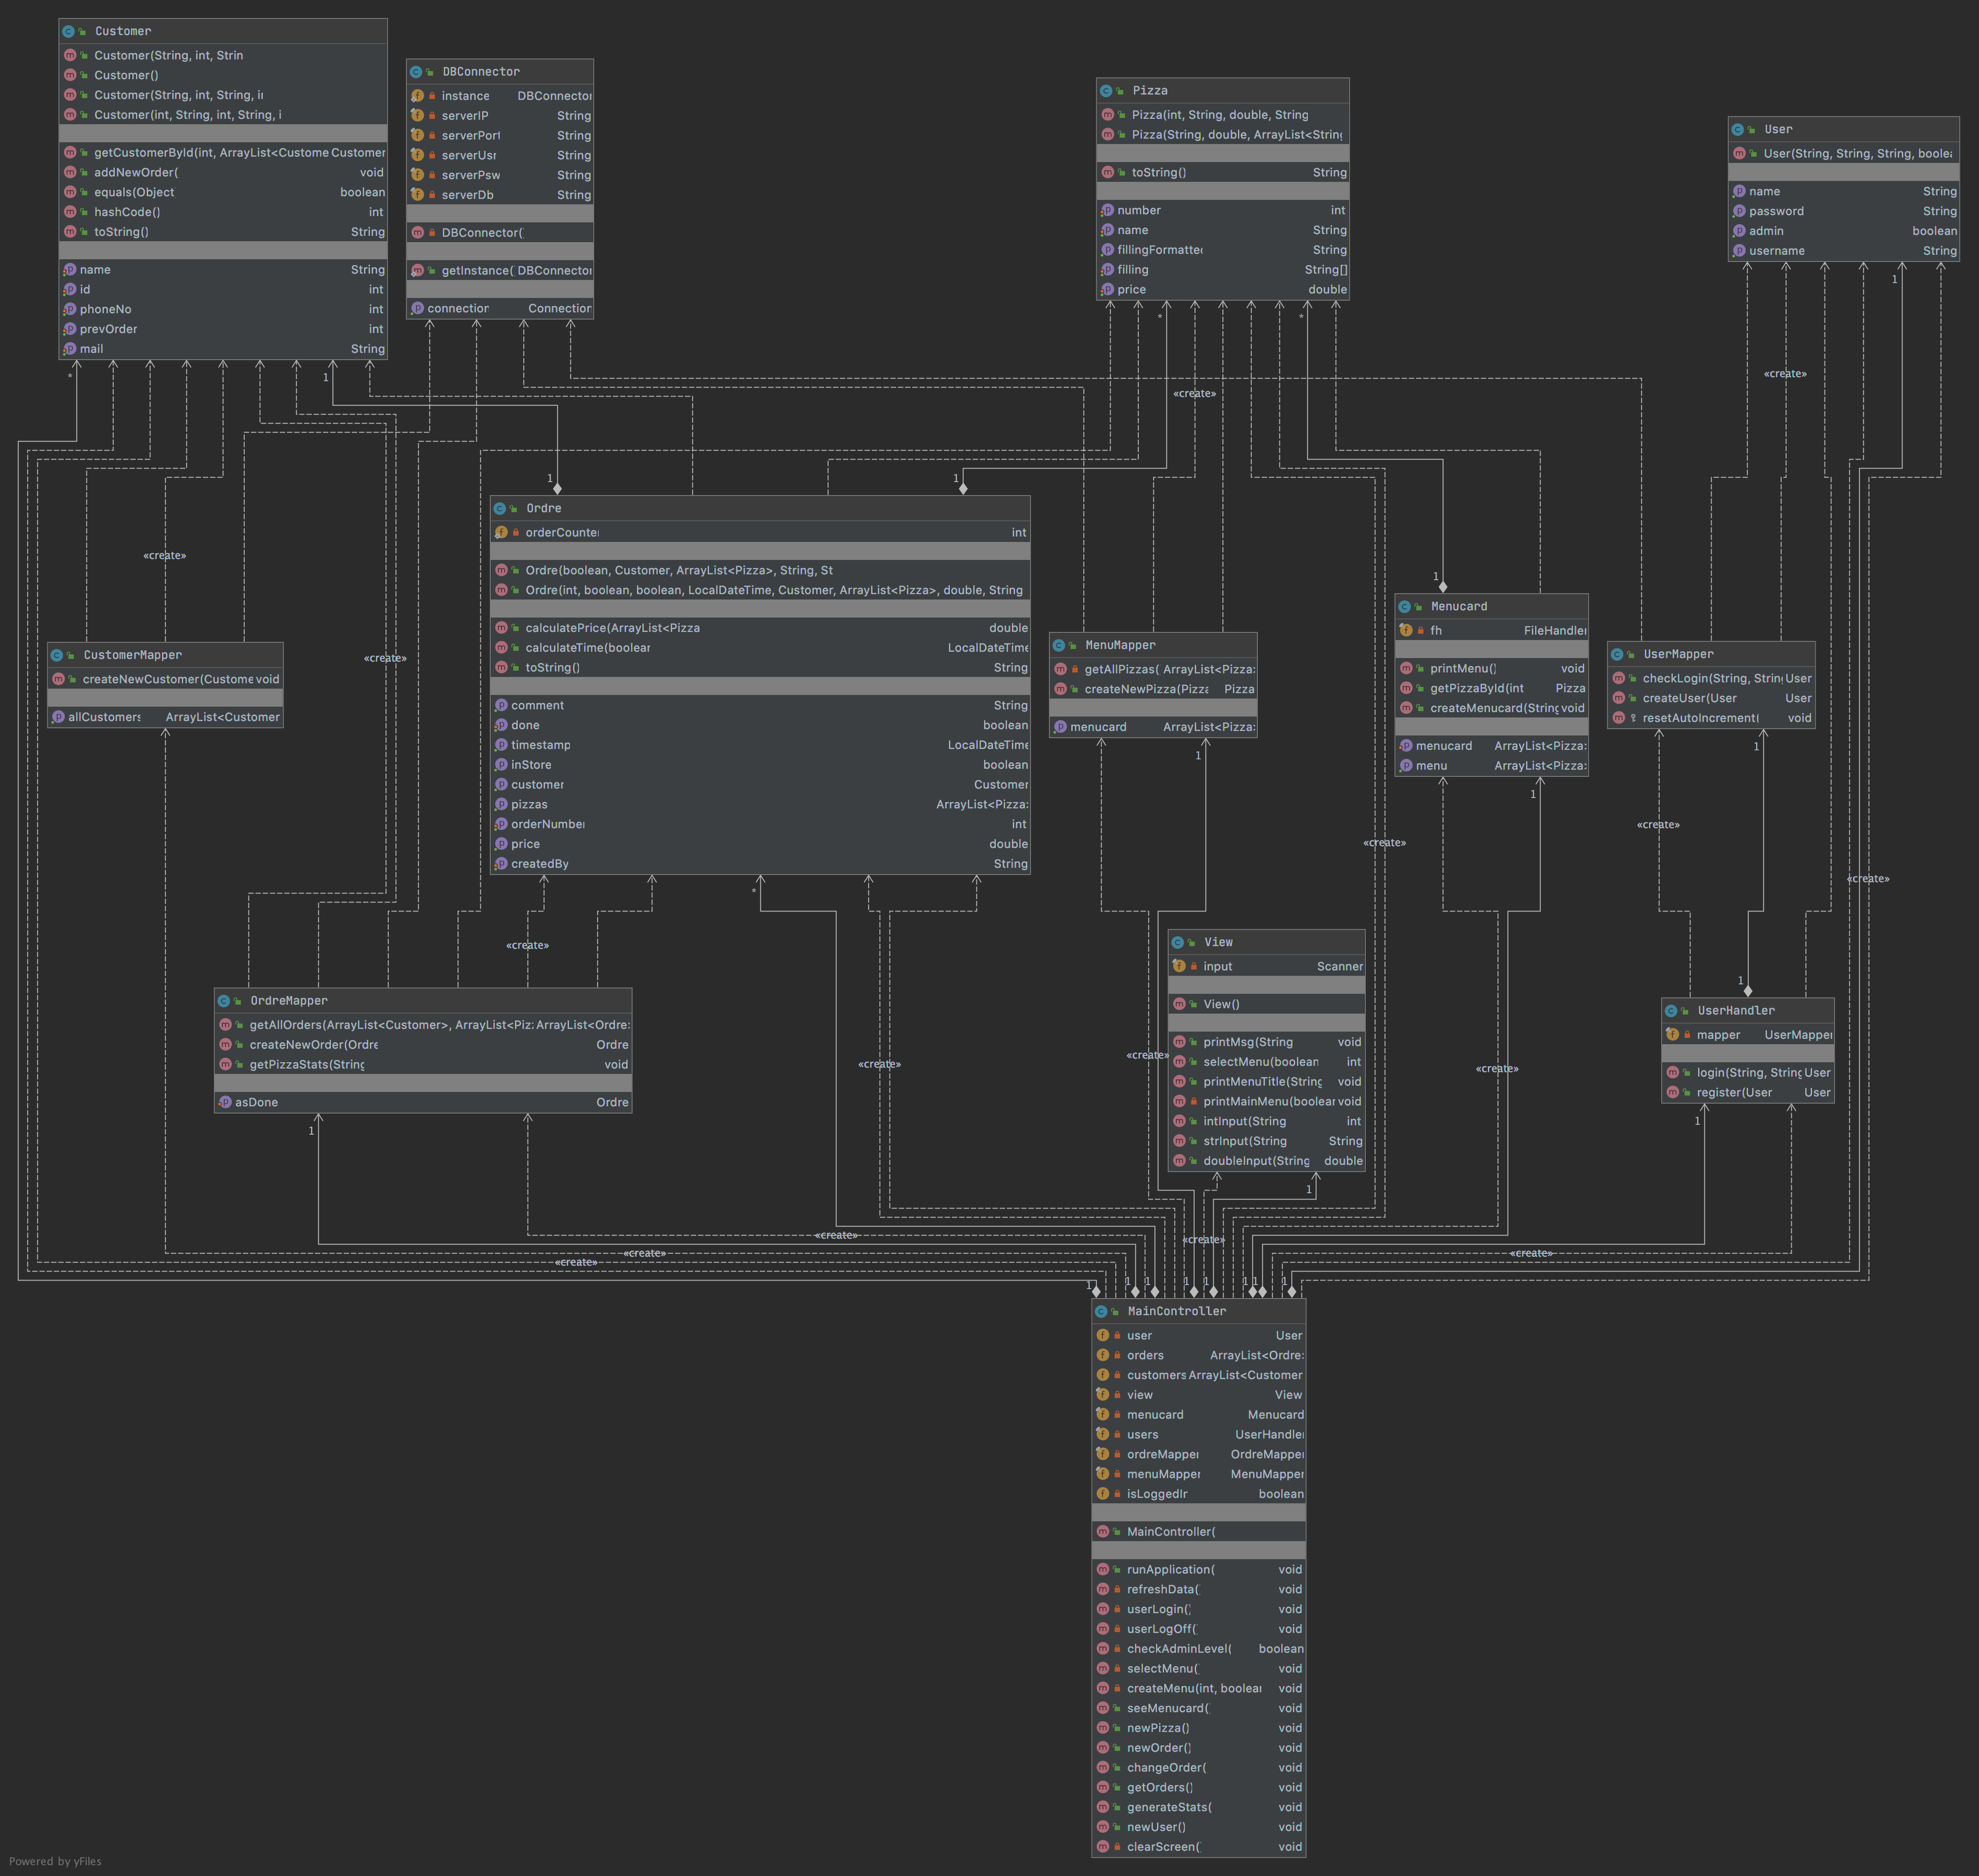 Customer
Customer(String, int, Strin
Customer()
Customer(String, int, String, i
Customer(int, String, int, String, i
getCustomerById(int, ArrayList<Custome Customer
addNewOrder( void
equals(Object boolean
hashCode() int
toString() String
name String
id int
phoneNo int
prevOrder int
mail String
DBConnector
instance DBConnector
serverIP String
serverPort String
serverUsr String
serverPsw String
serverDb String
DBConnector(
getInstance( DBConnector
connection Connection
Pizza
Pizza(int, String, double, String
Pizza(String, double, ArrayList<String
toString() String
number int
name String
fillingFormatted String
filling String[]
price double
User
User(String, String, String, boolea
name String
password String
admin boolean
username String
* 1 * * 1
«create»
«create»
1 1
Ordre
orderCounte int
Ordre(boolean, Customer, ArrayList<Pizza>, String, St
Ordre(int, boolean, boolean, LocalDateTime, Customer, ArrayList<Pizza>, double, String
calculatePrice(ArrayList<Pizza double
calculateTime(boolean LocalDateTime
toString() String
comment String
done boolean
timestamp LocalDateTime
inStore boolean
customer Customer
pizzas ArrayList<Pizza>
orderNumber int
price double
createdBy String
«create»
«create»
CustomerMapper
createNewCustomer(Custome void
allCustomers ArrayList<Customer
MenuMapper
getAllPizzas( ArrayList<Pizza>
createNewPizza(Pizza Pizza
menucard ArrayList<Pizza>
1
Menucard
fh FileHandler
printMenu() void
getPizzaById(int Pizza
createMenucard(String void
menucard ArrayList<Pizza>
menu ArrayList<Pizza>
UserMapper
checkLogin(String, String User
createUser(User User
resetAutoIncrement( void
1 1 1
«create»
«create»
«create»
* «create»
OrdreMapper
getAllOrders(ArrayList<Customer>, ArrayList<Piz ArrayList<Ordre>
createNewOrder(Ordre Ordre
getPizzaStats(String void
asDone Ordre
View
input Scanner
View()
printMsg(String void
selectMenu(boolean int
printMenuTitle(String void
printMainMenu(boolean void
intInput(String int
strInput(String String
doubleInput(String double
1
UserHandler
mapper UserMapper
login(String, String User
register(User User
«create»
«create»
«create»
1 1 1
«create»
«create»
«create»
«create»
«create»
1 1 1 1 1 1 1 1
MainController
user User
orders ArrayList<Ordre>
customers ArrayList<Customer
view View
menucard Menucard
users UserHandler
ordreMapper OrdreMapper
menuMapper MenuMapper
isLoggedIn boolean
MainController(
runApplication( void
refreshData( void
userLogin() void
userLogOff( void
checkAdminLevel( boolean
selectMenu( void
createMenu(int, boolean void
seeMenucard( void
newPizza() void
newOrder() void
changeOrder( void
getOrders() void
generateStats( void
newUser() void
clearScreen( void
Powered by yFiles